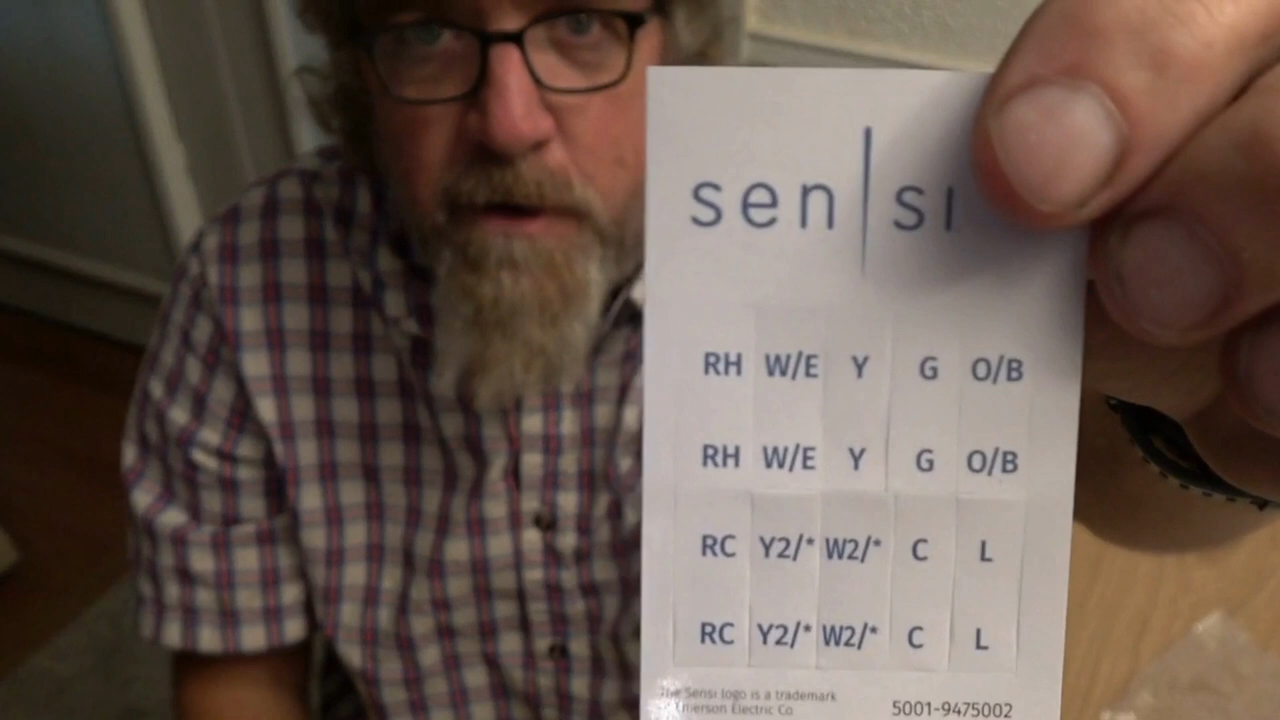 sen|si
RH W/E Y G O/B
RH W/E Y G O/B
RC Y2/* W2/* C L
RC Y2/* W2/* C L
The Sensi logo is a trademark
Emerson Electric Co
5001-9475002